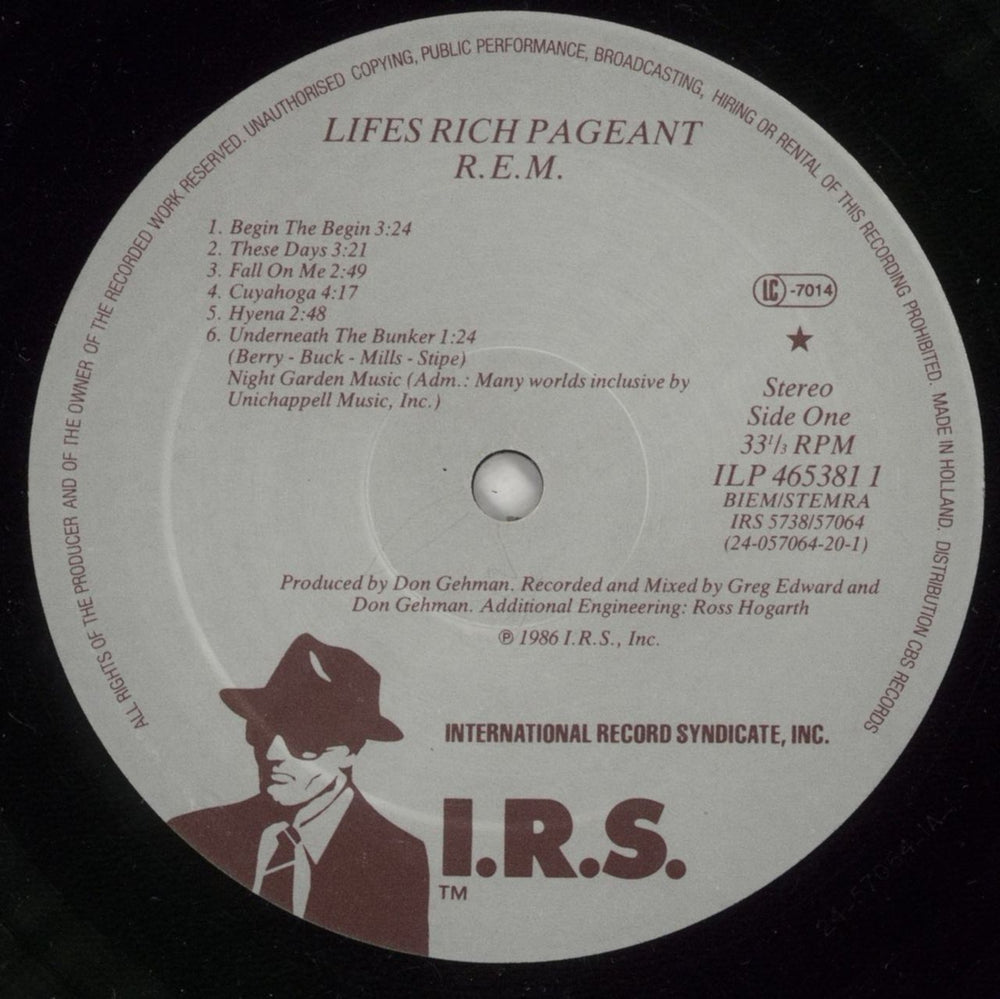 ALL RIGHTS OF THE PRODUCER AND OF THE OWNER OF THE RECORDED WORK RESERVED. UNAUTHORISED COPYING, PUBLIC PERFORMANCE, BROADCASTING, HIRING OR RENTAL OF THIS RECORDING PROHIBITED. MADE IN HOLLAND. DISTRIBUTION CBS RECORDS
LIFES RICH PAGEANT
R.E.M.
1. Begin The Begin 3:24
2. These Days 3:21
3. Fall On Me 2:49
4. Cuyahoga 4:17
5. Hyena 2:48
6. Underneath The Bunker 1:24
(Berry - Buck - Mills - Stipe)
Night Garden Music (Adm.: Many worlds inclusive by
Unichappell Music, Inc.)
LC -7014
★
Stereo
Side One
33⅓ RPM
ILP 465381 1
BIEM/STEMRA
IRS 5738/57064
(24-057064-20-1)
Produced by Don Gehman. Recorded and Mixed by Greg Edward and
Don Gehman. Additional Engineering: Ross Hogarth
℗ 1986 I.R.S., Inc.
INTERNATIONAL RECORD SYNDICATE, INC.
I.R.S.
TM